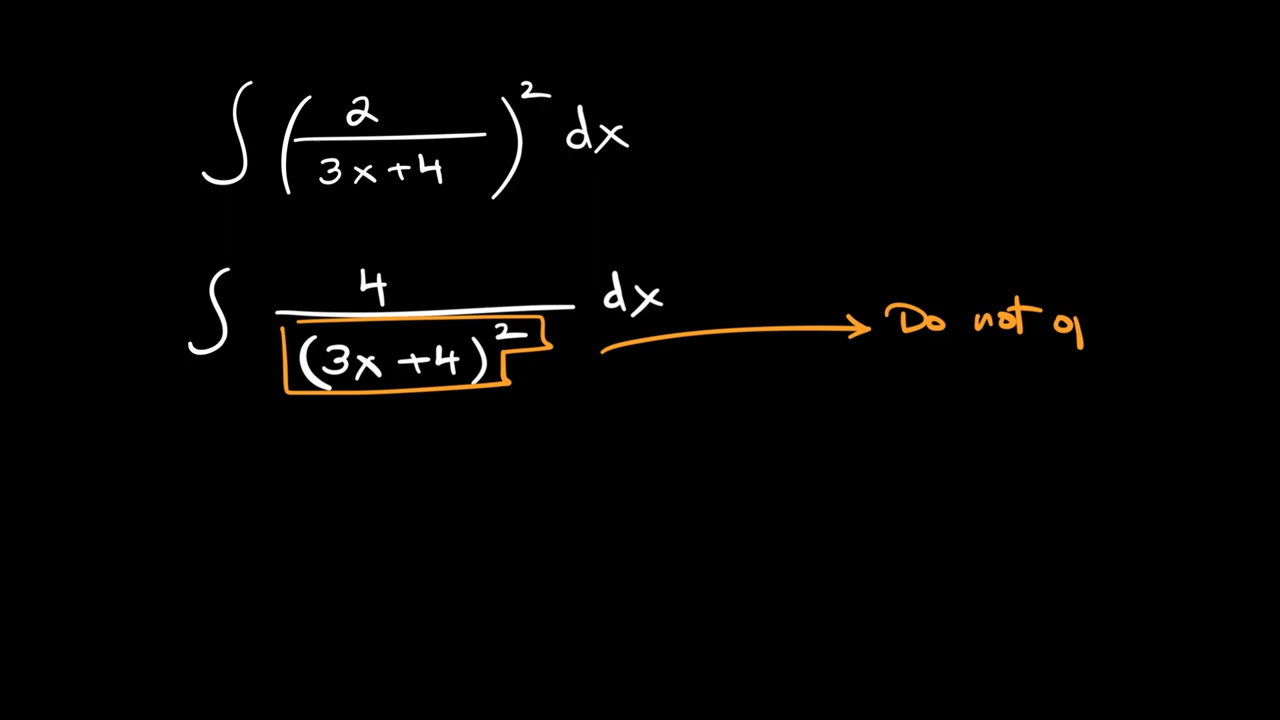 ∫ (2/(3x+4))² dx
∫ 4/(3x+4)² dx → Do not